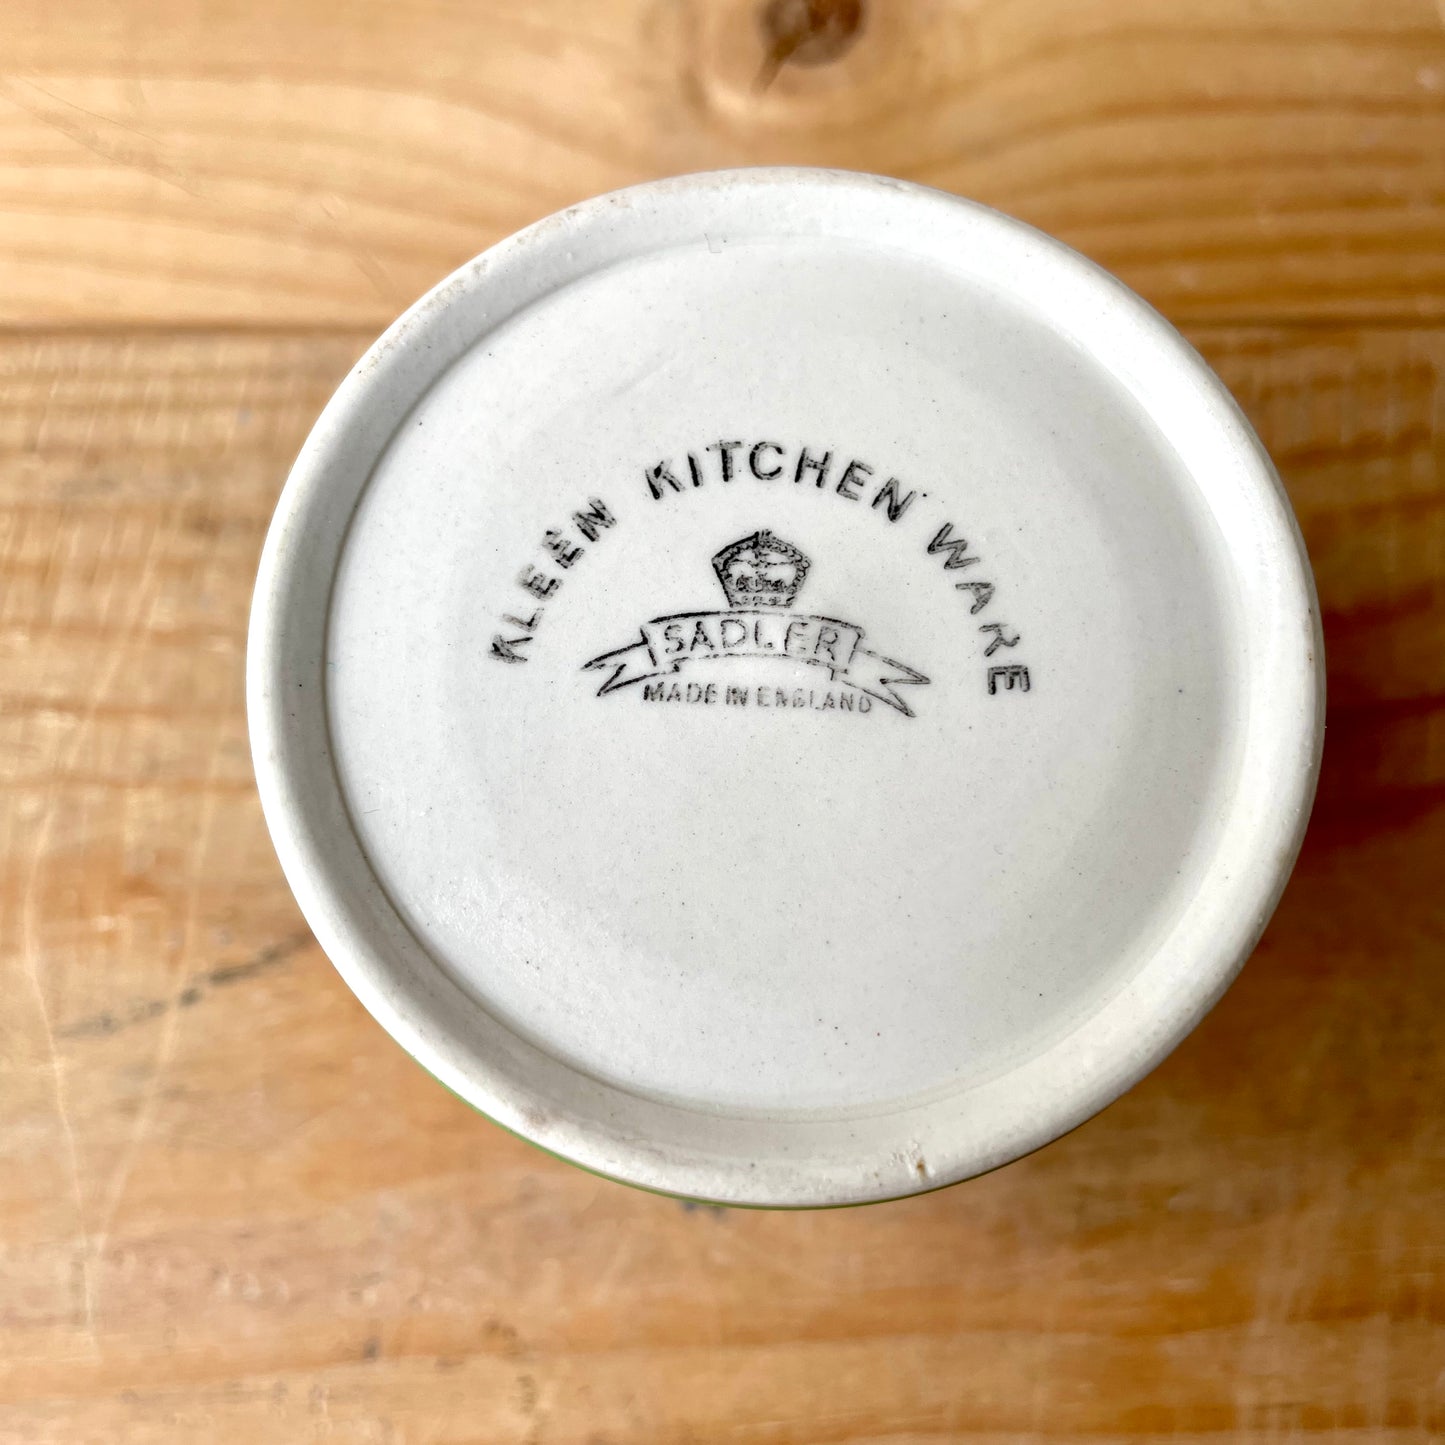 KLEEN KITCHEN WARE
SADLER
MADE IN ENGLAND